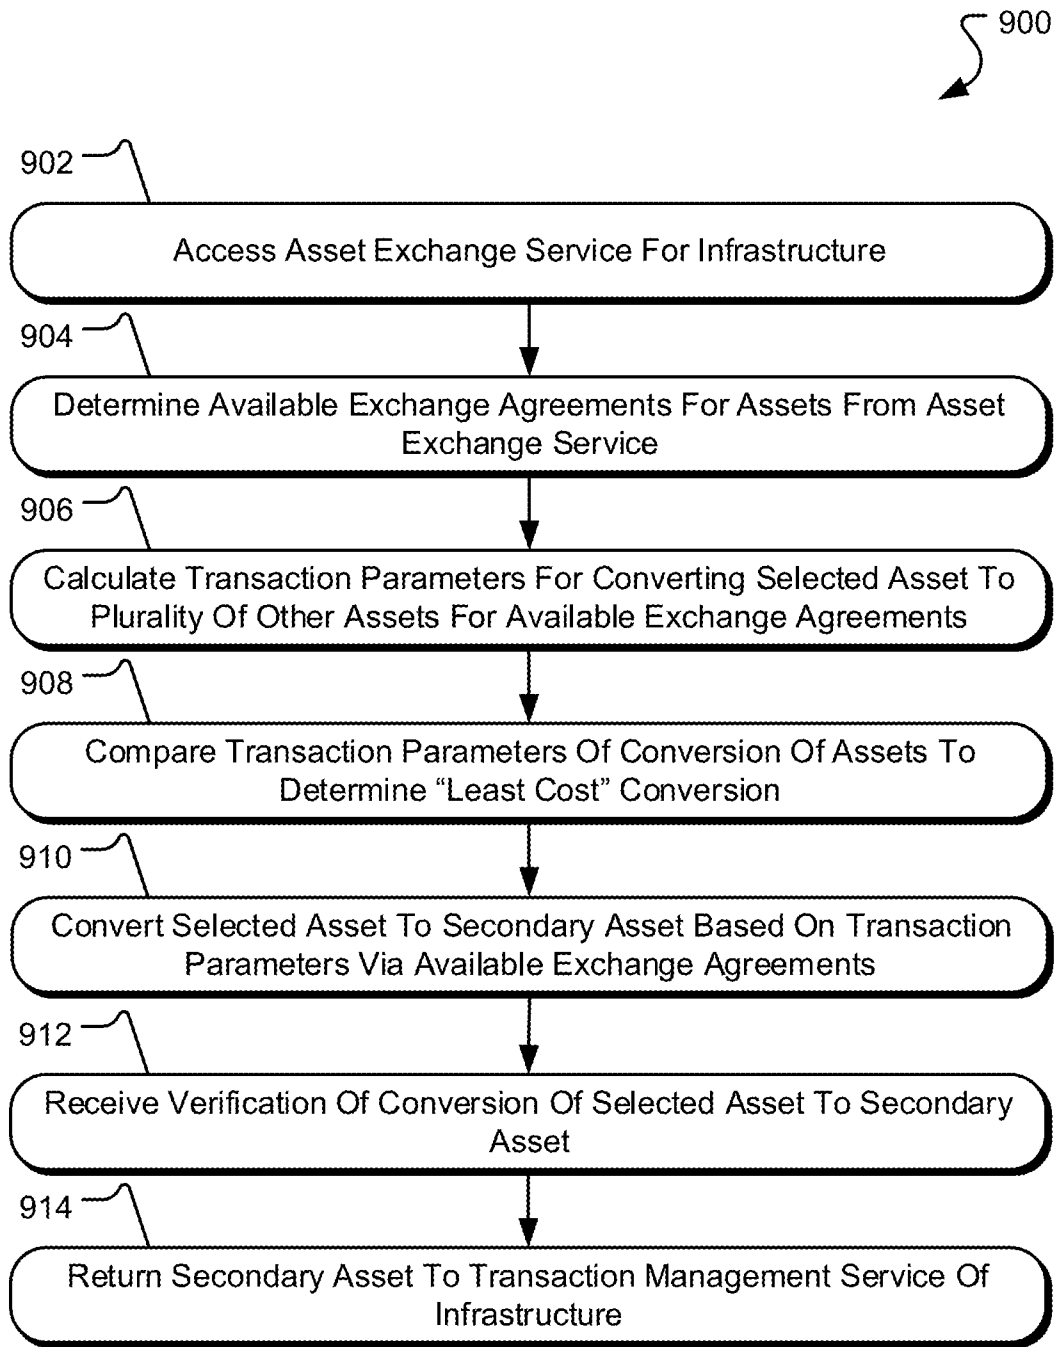 900
902
Access Asset Exchange Service For Infrastructure
904
Determine Available Exchange Agreements For Assets From Asset
Exchange Service
906
Calculate Transaction Parameters For Converting Selected Asset To
Plurality Of Other Assets For Available Exchange Agreements
908
Compare Transaction Parameters Of Conversion Of Assets To
Determine “Least Cost” Conversion
910
Convert Selected Asset To Secondary Asset Based On Transaction
Parameters Via Available Exchange Agreements
912
Receive Verification Of Conversion Of Selected Asset To Secondary
Asset
914
Return Secondary Asset To Transaction Management Service Of
Infrastructure